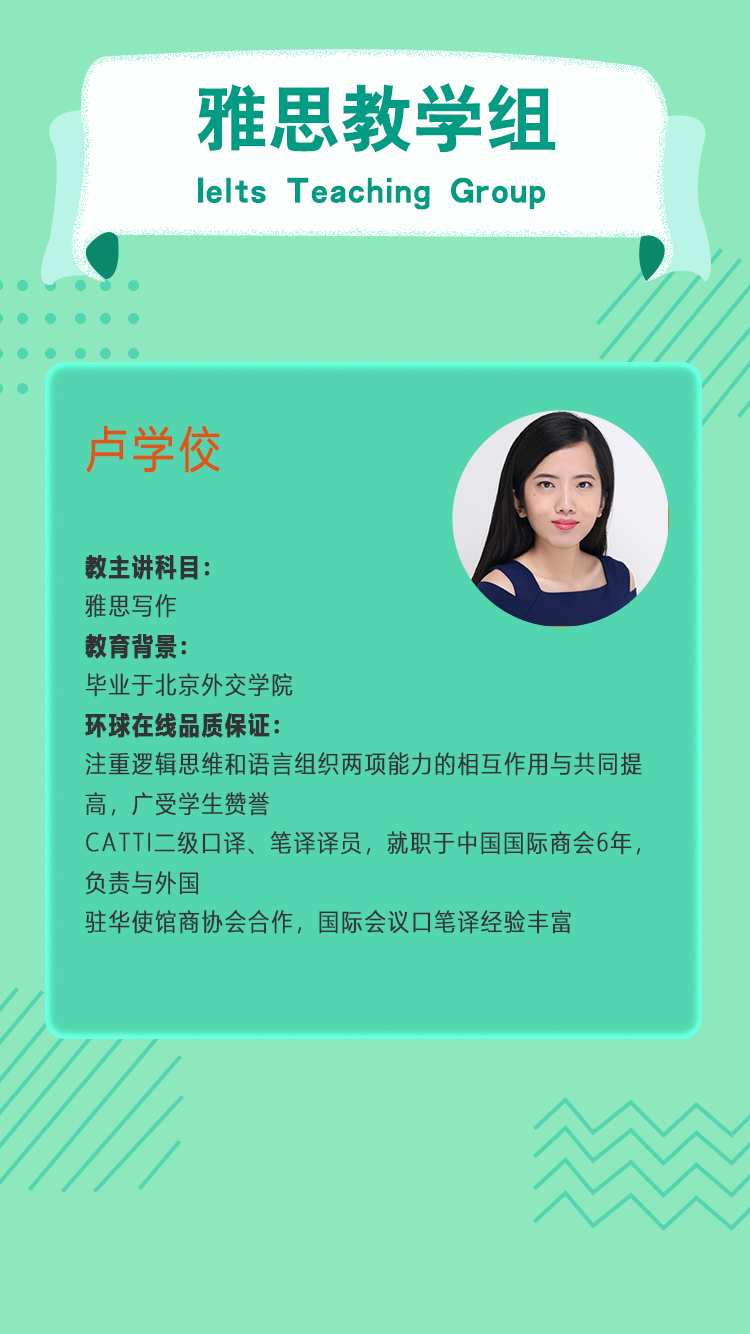 雅思教学组
Ielts Teaching Group
卢学佼
教主讲科目：
雅思写作
教育背景：
毕业于北京外交学院
环球在线品质保证：
注重逻辑思维和语言组织两项能力的相互作用与共同提
高，广受学生赞誉
CATTI二级口译、笔译译员，就职于中国国际商会6年，
负责与外国
驻华使馆商协会合作，国际会议口笔译经验丰富